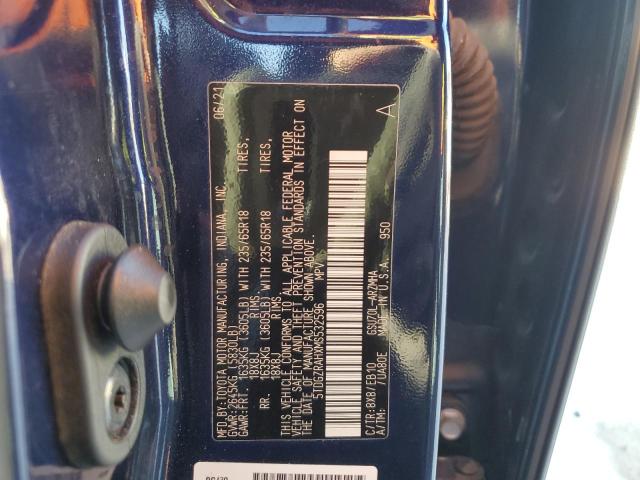 MFD. BY:
TOYOTA MOTOR MANUFACTURING, INDIANA, INC. 06/21
GVWR: 2645KG (5830LB)
GAWR: FRT. 1635KG (3605LB) WITH 235/65R18 TIRES,
18X8J RIMS,
RR. 1635KG (3605LB) WITH 235/65R18 TIRES,
18X8J RIMS,
THIS VEHICLE CONFORMS TO ALL APPLICABLE FEDERAL MOTOR
VEHICLE SAFETY AND THEFT PREVENTION STANDARDS IN EFFECT ON
THE DATE OF MANUFACTURE SHOWN ABOVE.
5TDGZRAHXMS532596 MPV
C/TR: 8X8/EB10 GSU70L-ARZMHA A
A/TM: /UA80E MADE IN U.S.A. 950